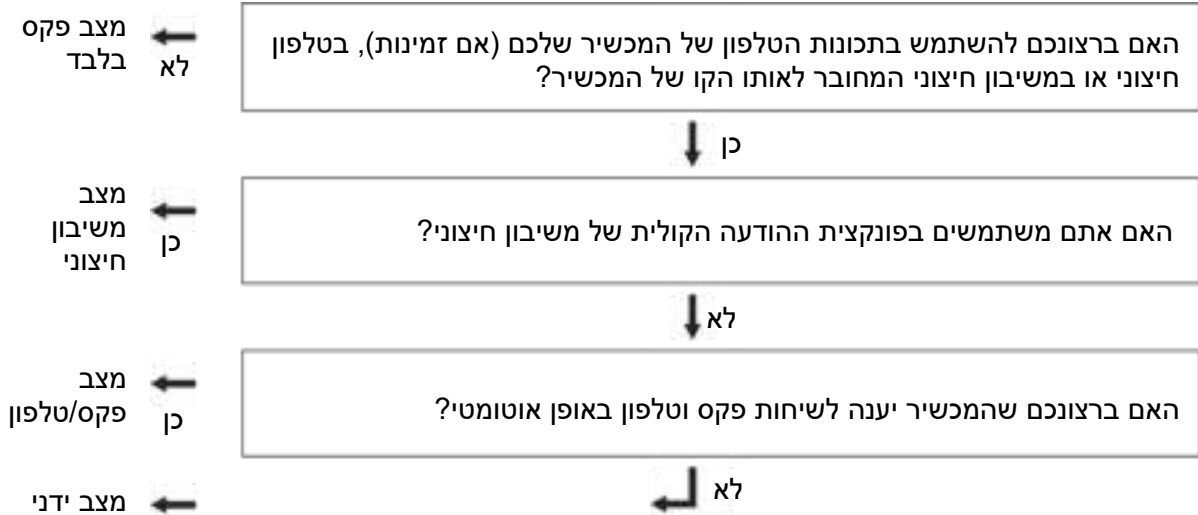 האם ברצונכם להשתמש בתכונות הטלפון של המכשיר שלכם (אם זמינות), בטלפון
חיצוני או במשיבון חיצוני המחובר לאותו הקו של המכשיר?
לא
מצב פקס
בלבד
כן
האם אתם משתמשים בפונקצית ההודעה הקולית של משיבון חיצוני?
כן
מצב
משיבון
חיצוני
לא
האם ברצונכם שהמכשיר יענה לשיחות פקס וטלפון באופן אוטומטי?
כן
מצב
פקס/טלפון
לא
מצב ידני